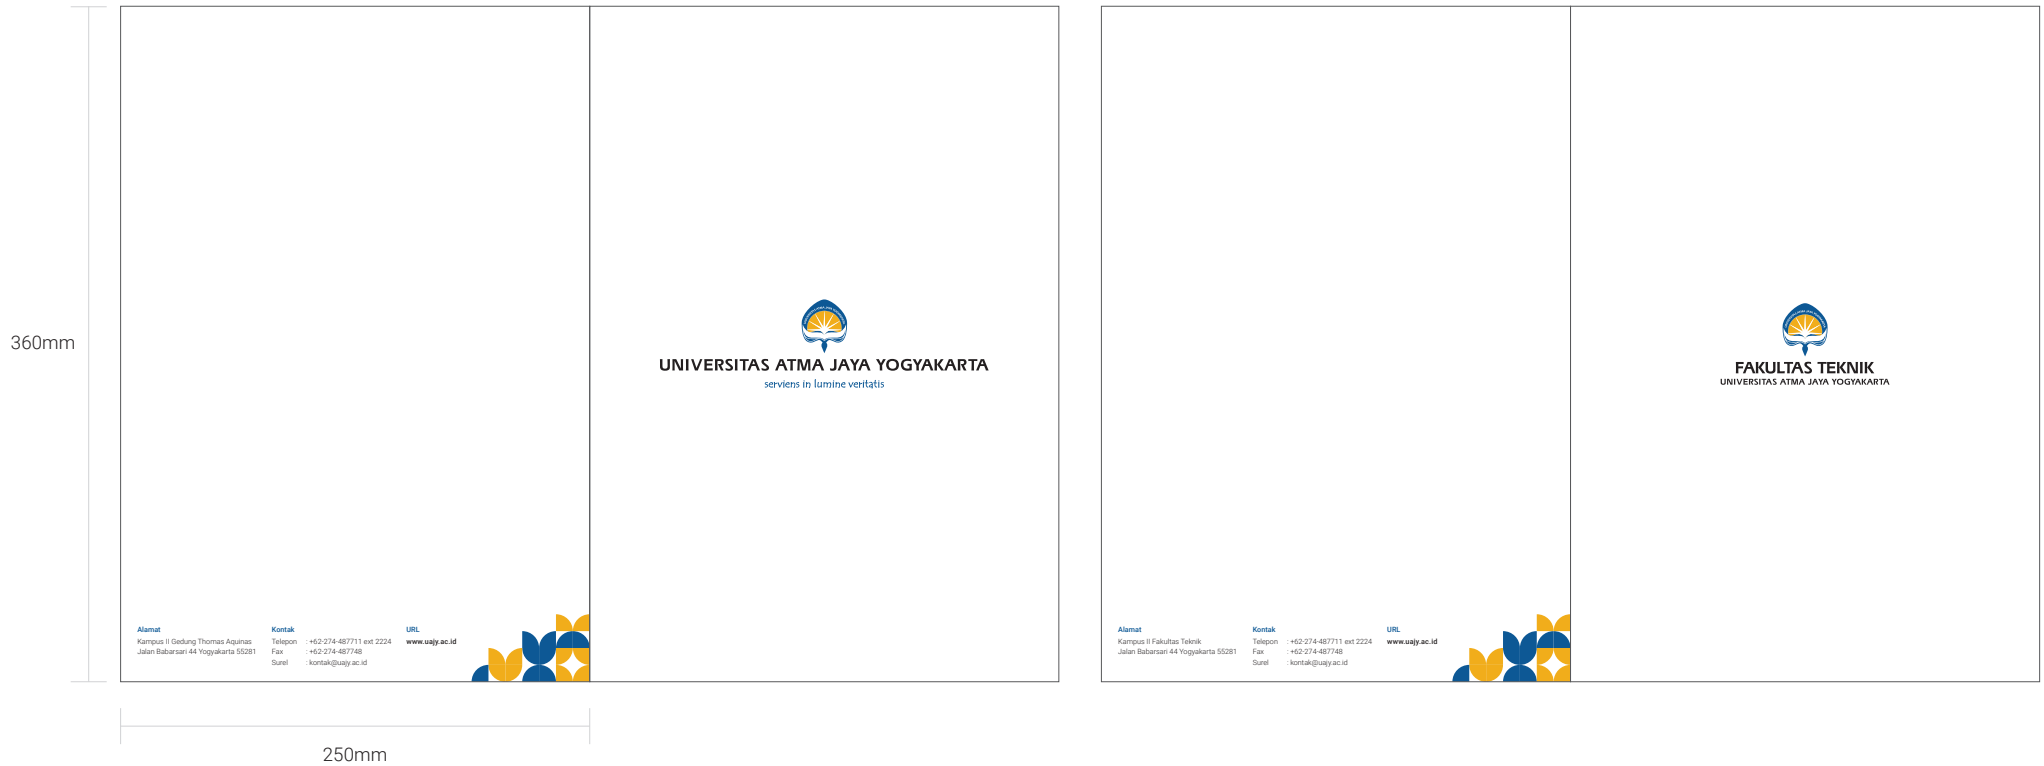 360mm
250mm
Alamat
Kampus II Gedung Thomas Aquinas
Jalan Babarsari 44 Yogyakarta 55281
Kontak
Telepon : +62-274-487711 ext 2224
Fax : +62-274-487748
Surel : kontak@uajy.ac.id
URL
www.uajy.ac.id
UNIVERSITAS ATMA JAYA YOGYAKARTA
serviens in lumine veritatis
Alamat
Kampus II Fakultas Teknik
Jalan Babarsari 44 Yogyakarta 55281
Kontak
Telepon : +62-274-487711 ext 2224
Fax : +62-274-487748
Surel : kontak@uajy.ac.id
URL
www.uajy.ac.id
FAKULTAS TEKNIK
UNIVERSITAS ATMA JAYA YOGYAKARTA